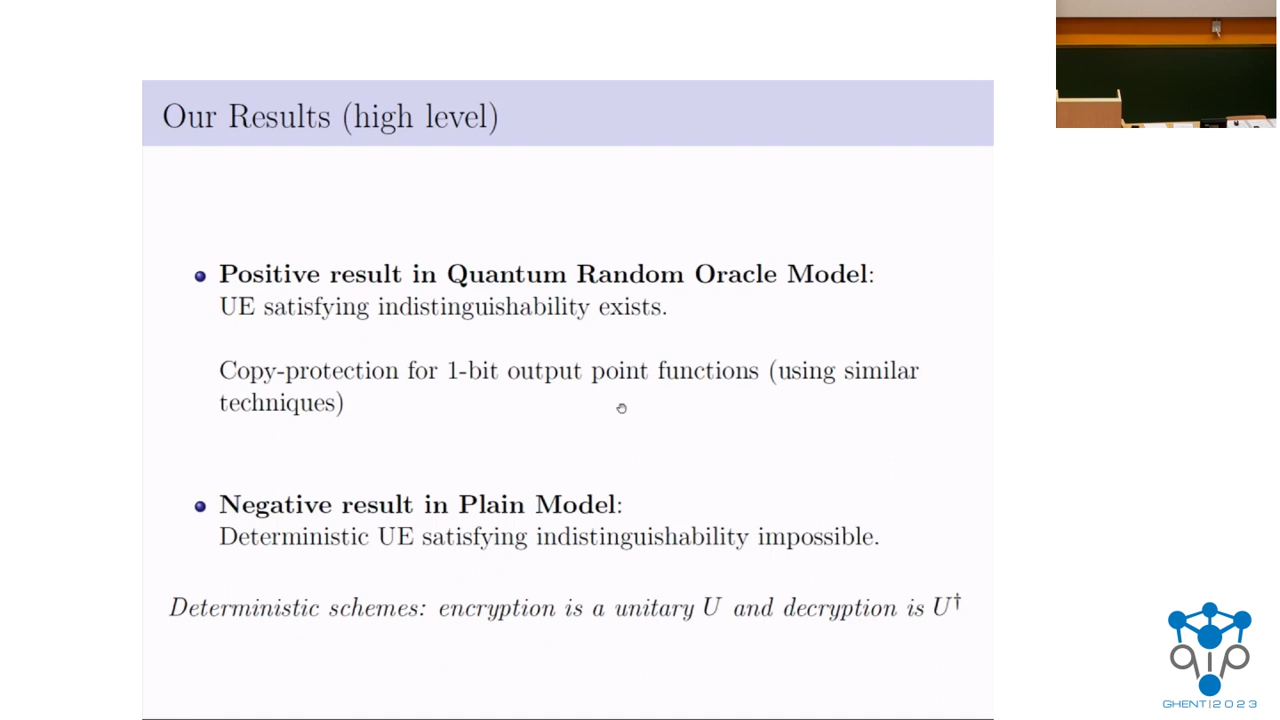 Our Results (high level)
Positive result in Quantum Random Oracle Model:
UE satisfying indistinguishability exists.
Copy-protection for 1-bit output point functions (using similar
techniques)
Negative result in Plain Model:
Deterministic UE satisfying indistinguishability impossible.
Deterministic schemes: encryption is a unitary U and decryption is U†
qip
GHENT|2023